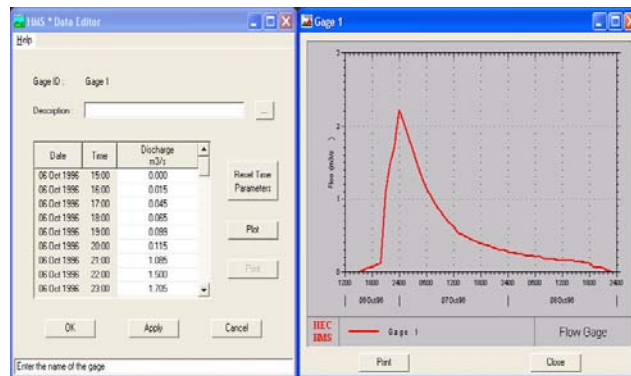 HMS * Data Editor
Help
Gage ID : Gage 1
Description :
...
Date Time Discharge m3/s
06 Oct 1996 15:00 0.000
06 Oct 1996 16:00 0.015
06 Oct 1996 17:00 0.045
06 Oct 1996 18:00 0.065
06 Oct 1996 19:00 0.099
06 Oct 1996 20:00 0.115
06 Oct 1996 21:00 1.085
06 Oct 1996 22:00 1.500
06 Oct 1996 23:00 1.705
Reset Time Parameters
Plot
Print
OK Apply Cancel
Enter the name of the gage
Gage 1
3
2
1
0
Flow
1200 1800 2400 0600 1200 1800 2400 0600 1200 1800 2400
06Oct96 07Oct96 08Oct96
HEC HMS
Gage 1
Flow Gage
Print Close